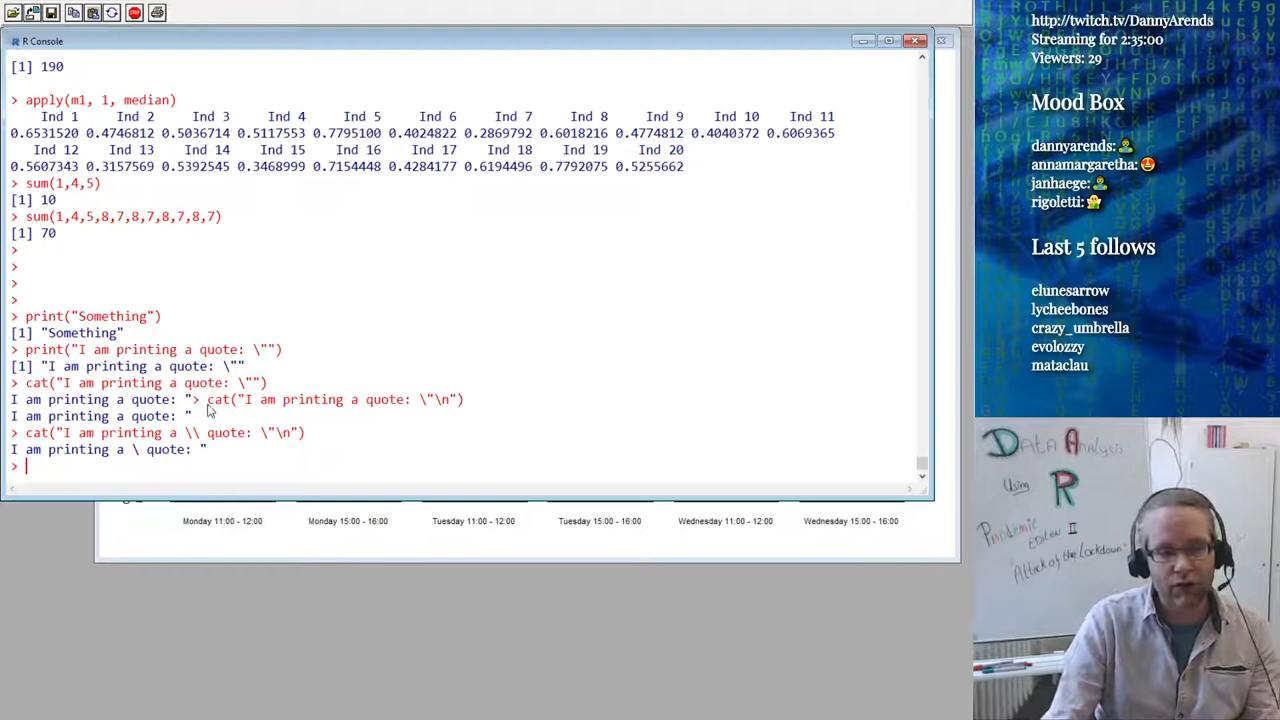 R Console
[1] 190
> apply(m1, 1, median)
Ind 1 Ind 2 Ind 3 Ind 4 Ind 5 Ind 6 Ind 7 Ind 8 Ind 9 Ind 10 Ind 11
0.6531520 0.4746812 0.5036714 0.5117553 0.7795100 0.4024822 0.2869792 0.6018216 0.4774812 0.4040372 0.6069365
Ind 12 Ind 13 Ind 14 Ind 15 Ind 16 Ind 17 Ind 18 Ind 19 Ind 20
0.5607343 0.3157569 0.5392545 0.3468999 0.7154448 0.4284177 0.6194496 0.7792075 0.5255662
> sum(1,4,5)
[1] 10
> sum(1,4,5,8,7,8,7,8,7,8,7)
[1] 70
>
>
>
>
> print("Something")
[1] "Something"
> print("I am printing a quote: \"")
[1] "I am printing a quote: \""
> cat("I am printing a quote: \"")
I am printing a quote: "> cat("I am printing a quote: \"\n")
I am printing a quote: "
> cat("I am printing a \\ quote: \"\n")
I am printing a \ quote: "
>
Monday 11:00 - 12:00 Monday 15:00 - 16:00 Tuesday 11:00 - 12:00 Tuesday 15:00 - 16:00 Wednesday 11:00 - 12:00 Wednesday 15:00 - 16:00
http://twitch.tv/DannyArends
Streaming for 2:35:00
Viewers: 29
Mood Box
dannyarends:
annamargaretha:
janhaege:
rigoletti:
Last 5 follows
elunesarrow
lycheebones
crazy_umbrella
evolozzy
mataclau
DATA ANALYSIS
Using R
Pandemic
Edition II
"Attack of the Lockdown"